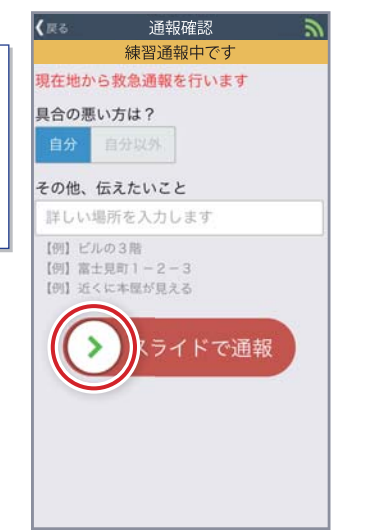 戻る 通報確認
練習通報中です
現在地から救急通報を行います
具合の悪い方は？
自分 自分以外
その他、伝えたいこと
詳しい場所を入力します
【例】ビルの3階
【例】富士見町1－2－3
【例】近くに本屋が見える
スライドで通報